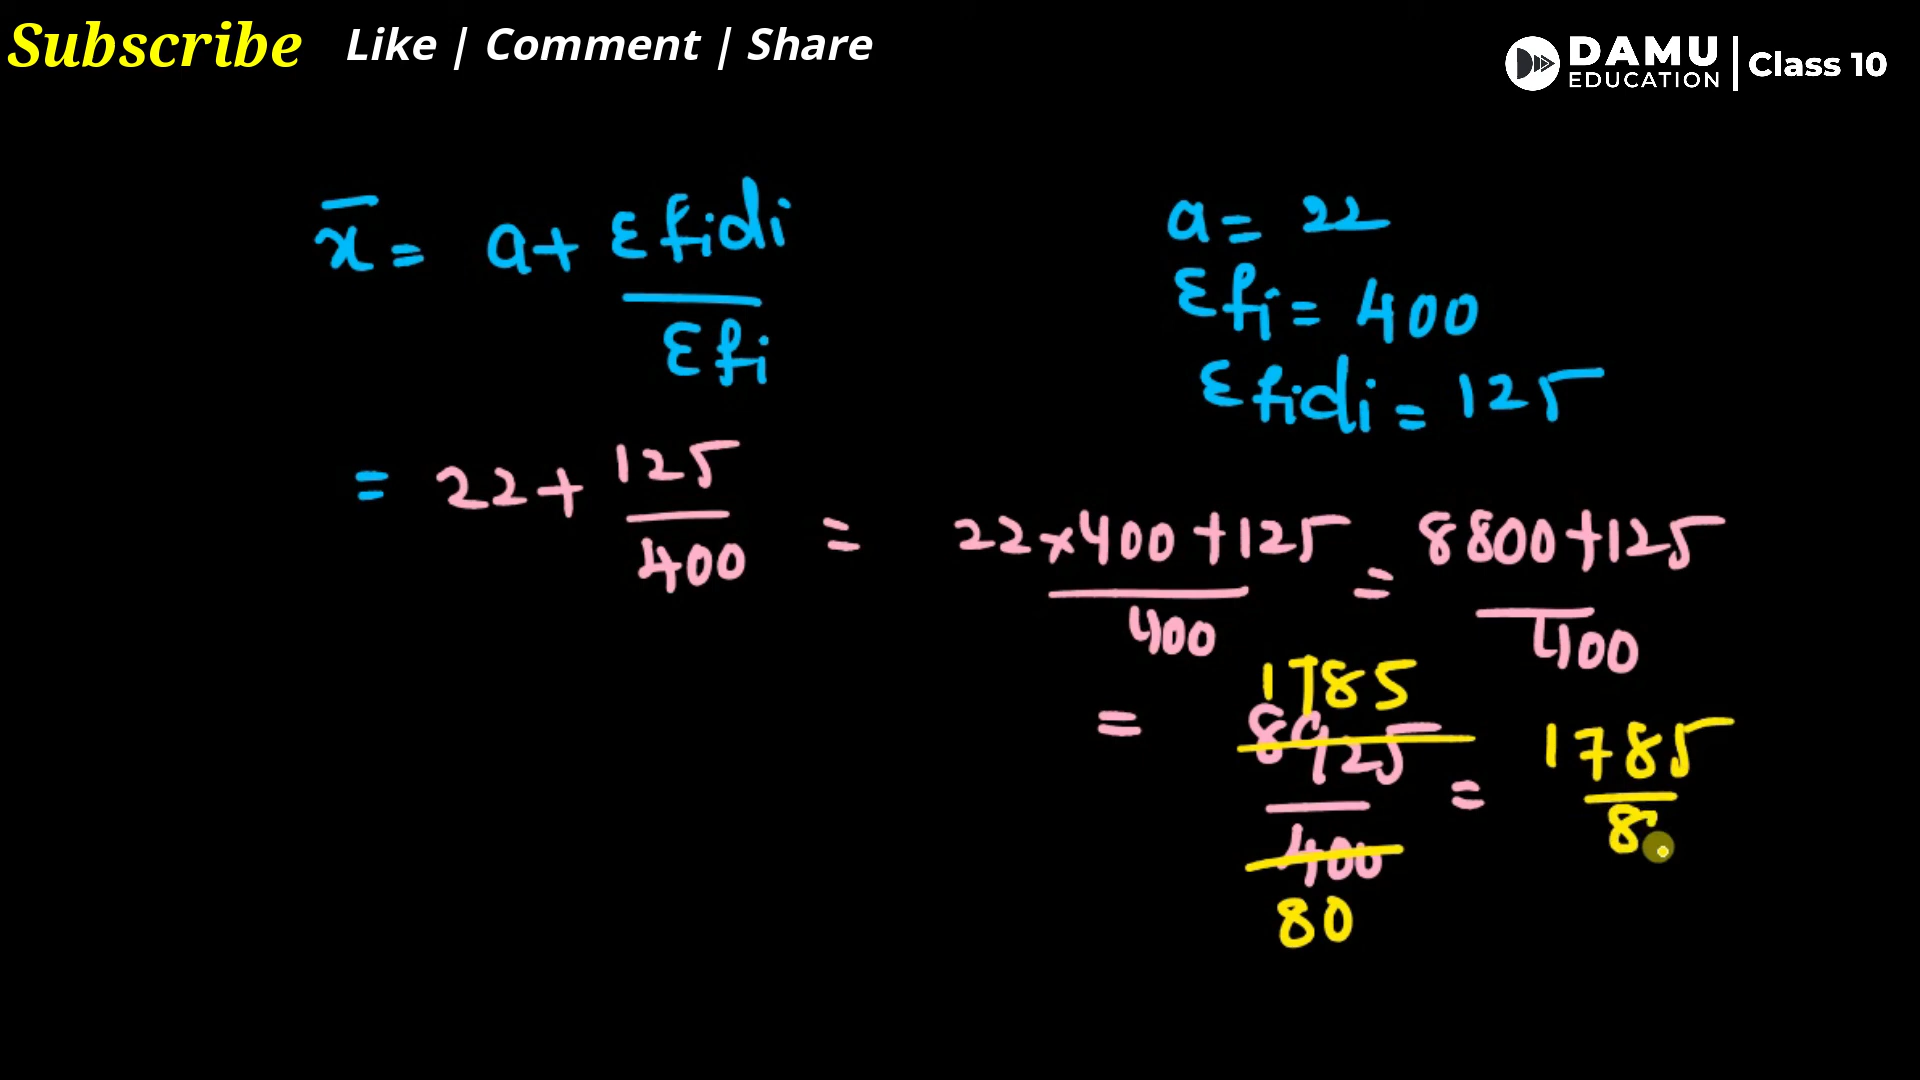 Subscribe Like | Comment | Share
DAMU EDUCATION | Class 10
x̄ = a + Σfidi / Σfi
a = 22
Σfi = 400
Σfidi = 125
= 22 + 125/400 = 22×400+125 / 400 = 8800+125 / 400
1785
= 8925/400 = 1785/8
80